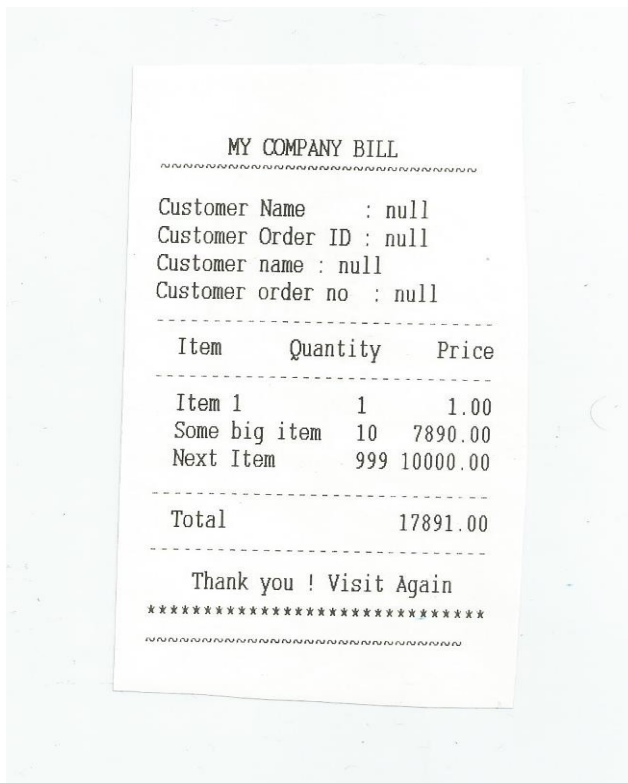 MY COMPANY BILL
~~~~~~~~~~~~~~~~~~~~~~~~~~~~~~~~~
Customer Name : null
Customer Order ID : null
Customer name : null
Customer order no : null
--------------------------------
Item Quantity Price
--------------------------------
Item 1 1 1.00
Some big item 10 7890.00
Next Item 999 10000.00
--------------------------------
Total 17891.00
--------------------------------
Thank you ! Visit Again
******************************
~~~~~~~~~~~~~~~~~~~~~~~~~~~~~~~~~